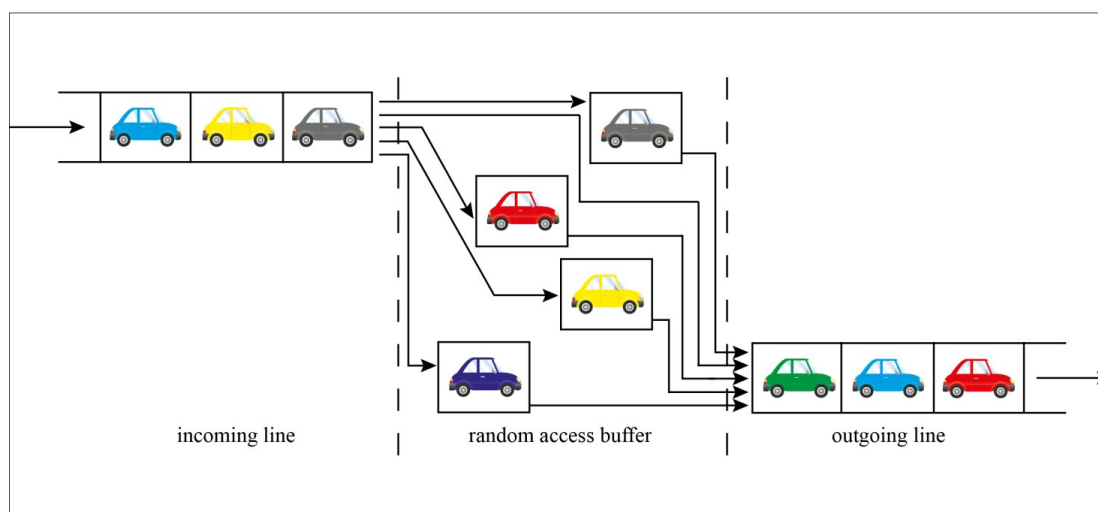 incoming line
random access buffer
outgoing line